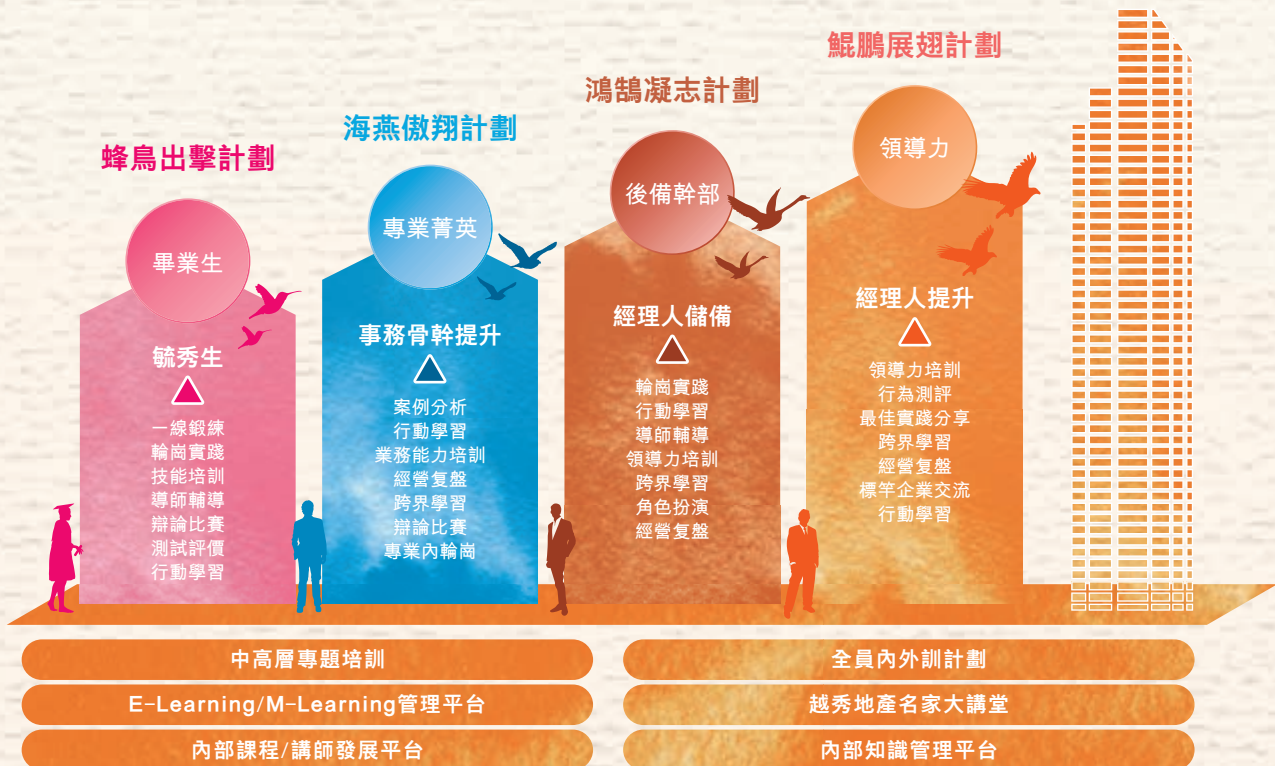 蜂鳥出擊計劃
畢業生
毓秀生
一線鍛練
輪崗實踐
技能培訓
導師輔導
辯論比賽
測試評價
行動學習
海燕傲翔計劃
專業菁英
事務骨幹提升
案例分析
行動學習
業務能力培訓
經營复盤
跨界學習
辯論比賽
專業內輪崗
鴻鵠凝志計劃
後備幹部
經理人儲備
輪崗實踐
行動學習
導師輔導
領導力培訓
跨界學習
角色扮演
經營复盤
鯤鵬展翅計劃
領導力
經理人提升
領導力培訓
行為測評
最佳實踐分享
跨界學習
經營复盤
標竿企業交流
行動學習
中高層專題培訓
全員內外訓計劃
E-Learning/M-Learning管理平台
越秀地產名家大講堂
內部課程/講師發展平台
內部知識管理平台